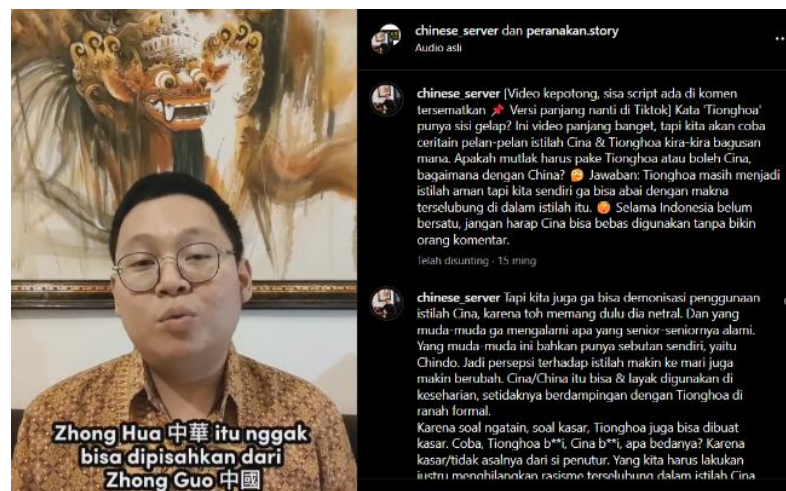 Zhong Hua 中華 itu nggak
bisa dipisahkan dari
Zhong Guo 中國
chinese_server dan peranakan.story
Audio asli
chinese_server [Video kepotong, sisa script ada di komen
tersematkan 📌 Versi panjang nanti di Tiktok] Kata 'Tionghoa'
punya sisi gelap? Ini video panjang banget, tapi kita akan coba
ceritain pelan-pelan istilah Cina & Tionghoa kira-kira bagusan
mana. Apakah mutlak harus pake Tionghoa atau boleh Cina,
bagaimana dengan China? 🤔 Jawaban: Tionghoa masih menjadi
istilah aman tapi kita sendiri ga bisa abai dengan makna
terselubung di dalam istilah itu. 🥲 Selama Indonesia belum
bersatu, jangan harap Cina bisa bebas digunakan tanpa bikin
orang komentar.
Telah disunting · 15 ming
chinese_server Tapi kita juga ga bisa demonisasi penggunaan
istilah Cina, karena toh memang dulu dia netral. Dan yang
muda-muda ga mengalami apa yang senior-seniornya alami.
Yang muda-muda ini bahkan punya sebutan sendiri, yaitu
Chindo. Jadi persepsi terhadap istilah makin ke mari juga
makin berubah. Cina/China itu bisa & layak digunakan di
keseharian, setidaknya berdampingan dengan Tionghoa di
ranah formal.
Karena soal ngatain, soal kasar, Tionghoa juga bisa dibuat
kasar. Coba, Tionghoa b**i, Cina b**i, apa bedanya? Karena
kasar/tidak asalnya dari si penutur. Yang kita harus lakukan
justru menghilangkan rasisme terselubung dalam istilah Cina